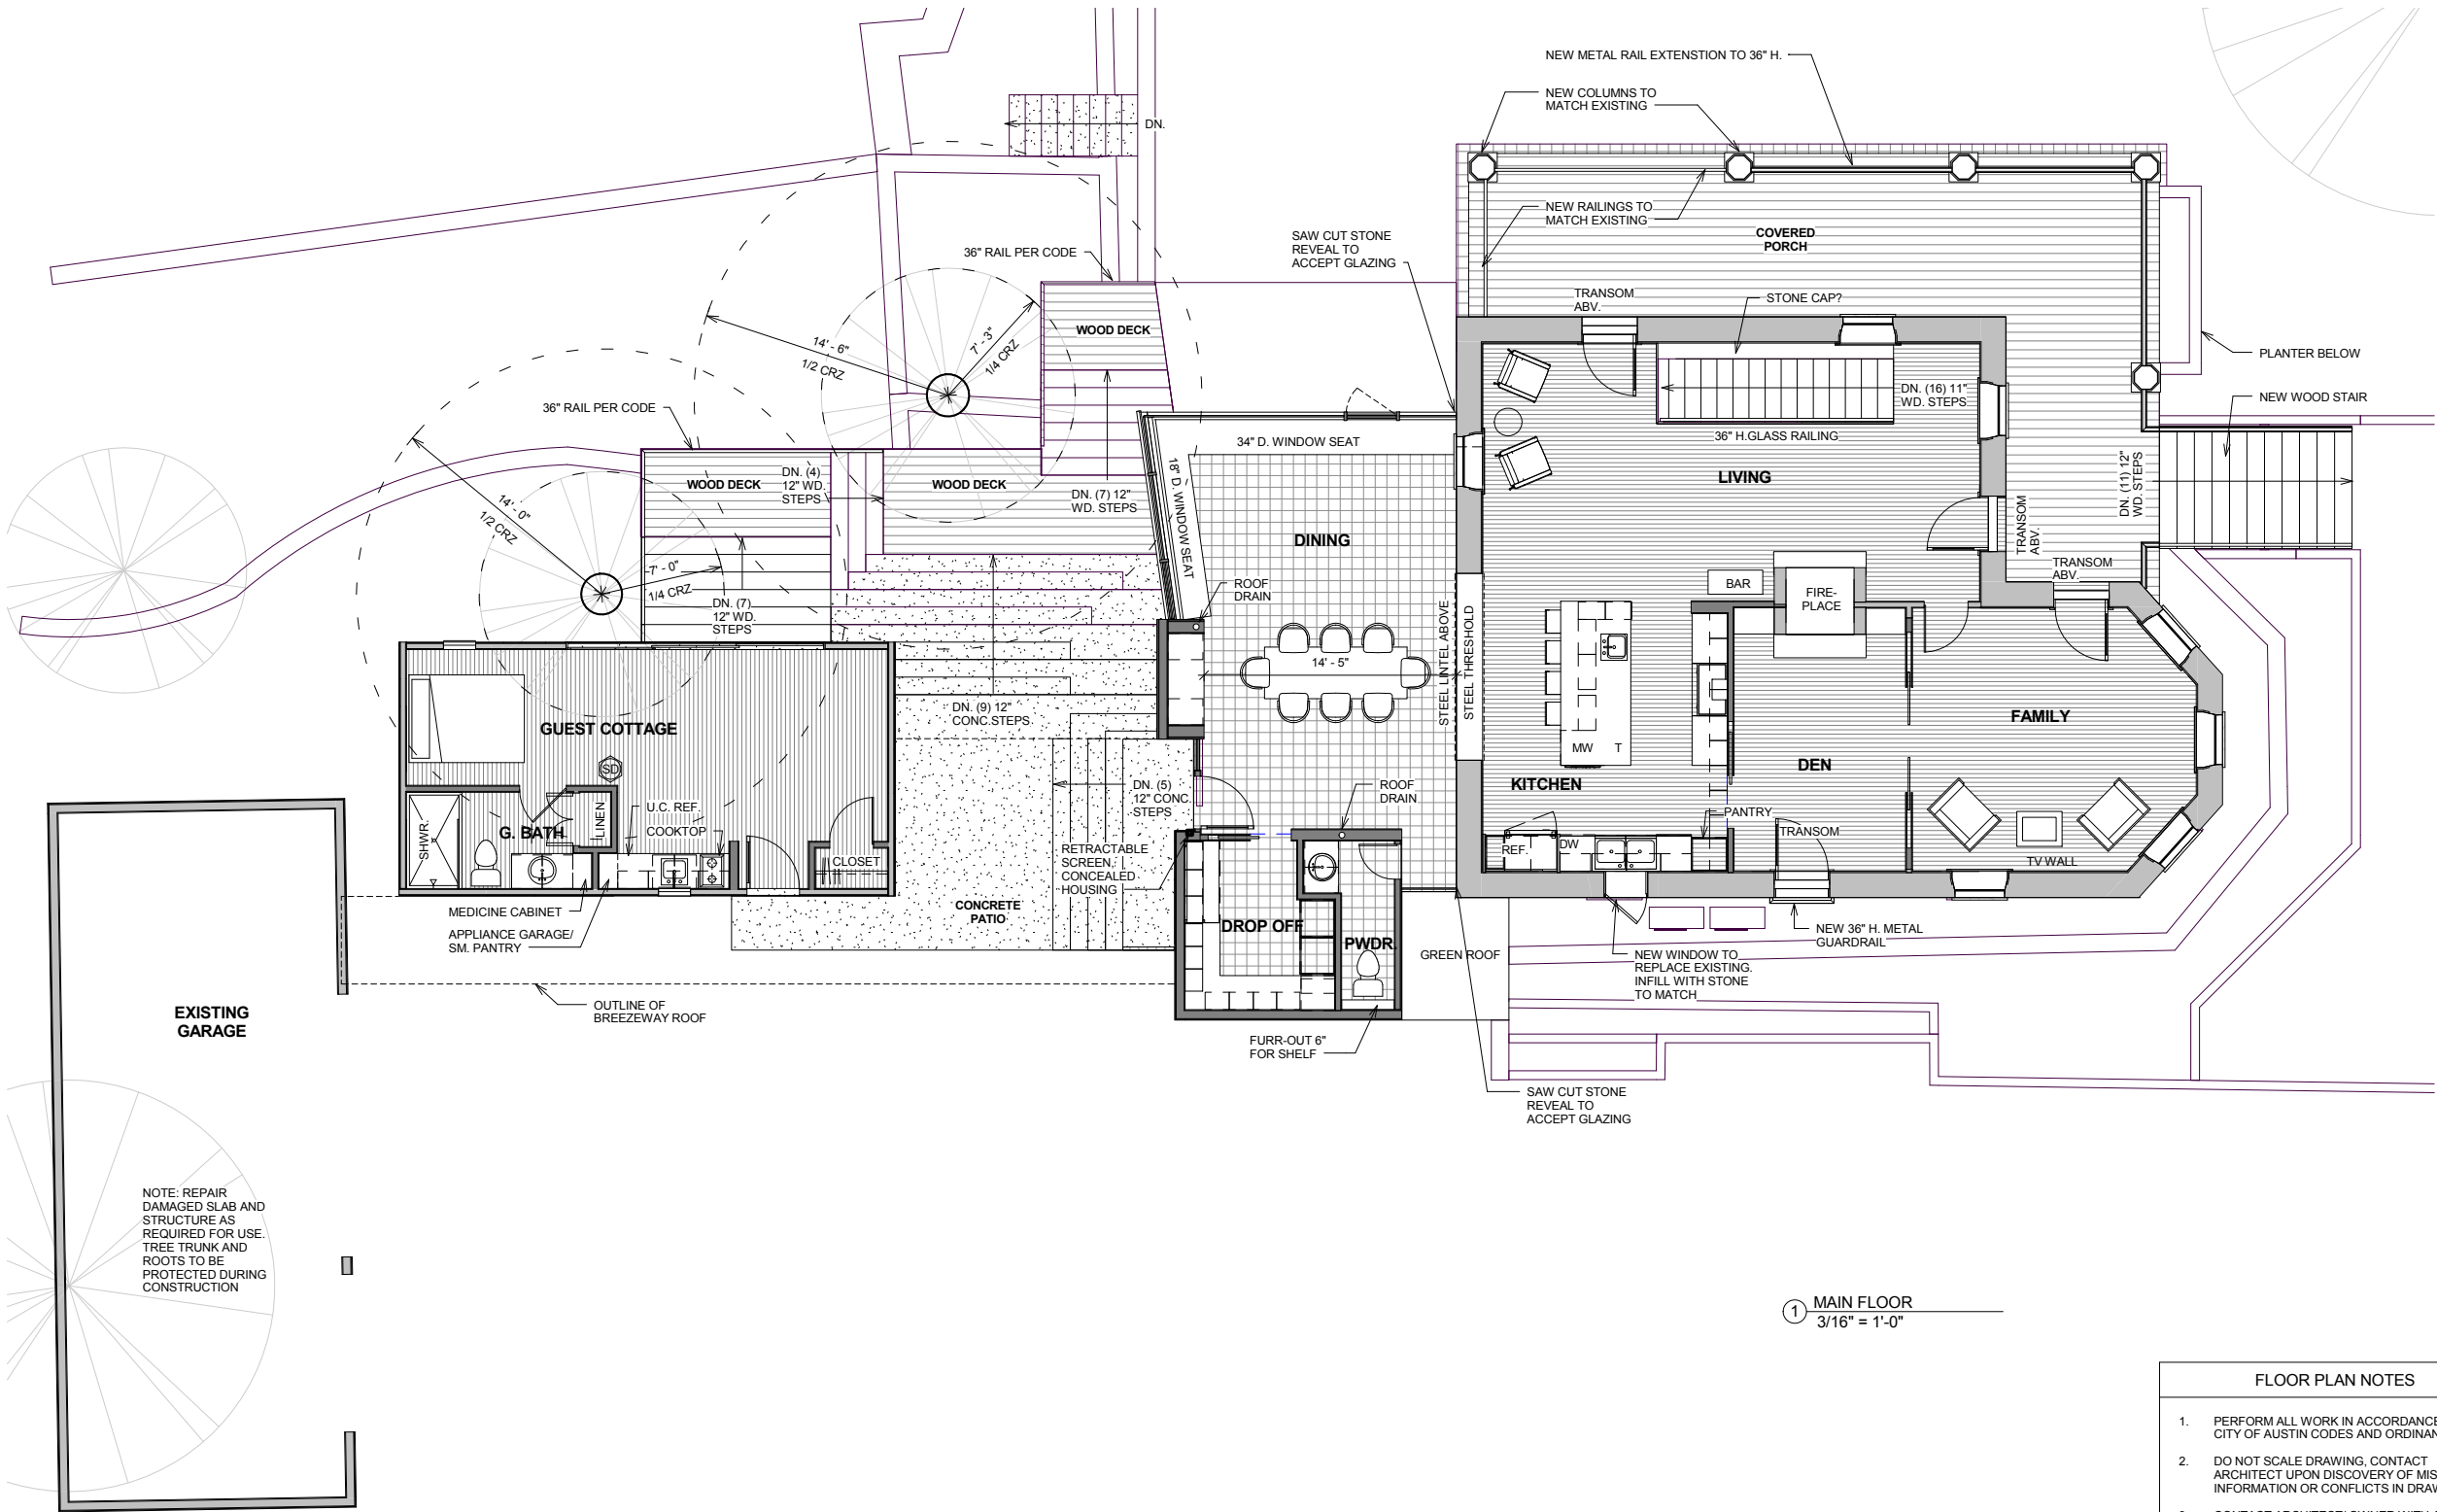 NEW METAL RAIL EXTENSTION TO 36" H.
NEW COLUMNS TO
MATCH EXISTING
DN.
NEW RAILINGS TO
MATCH EXISTING
COVERED
PORCH
SAW CUT STONE
REVEAL TO
ACCEPT GLAZING
36" RAIL PER CODE
TRANSOM
ABV.
STONE CAP?
WOOD DECK
7' - 3"
1/4 CRZ
14' - 6"
1/2 CRZ
PLANTER BELOW
DN. (16) 11"
WD. STEPS
NEW WOOD STAIR
36" RAIL PER CODE
36" H.GLASS RAILING
34" D. WINDOW SEAT
18" D. WINDOW SEAT
LIVING
DN. (11) 12"
WD. STEPS
WOOD DECK
DN. (4)
12" WD.
STEPS
WOOD DECK
DN. (7) 12"
WD. STEPS
14' - 0"
1/2 CRZ
TRANSOM
ABV.
DINING
TRANSOM
ABV.
7' - 0"
1/4 CRZ
DN. (7)
12" WD.
STEPS
ROOF
DRAIN
BAR
FIRE-
PLACE
STEEL LINTEL ABOVE
STEEL THRESHOLD
14' - 5"
DN. (9) 12"
CONC.STEPS
GUEST COTTAGE
SD
FAMILY
MW
T
DEN
KITCHEN
DN. (5)
12" CONC.
STEPS
ROOF
DRAIN
U.C. REF.
COOKTOP
LINEN
G. BATH
SHWR.
PANTRY
TRANSOM
REF.
DW
TV WALL
CLOSET
RETRACTABLE
SCREEN,
CONCEALED
HOUSING
MEDICINE CABINET
APPLIANCE GARAGE/
SM. PANTRY
CONCRETE
PATIO
DROP OFF
PWDR.
GREEN ROOF
NEW 36" H. METAL
GUARDRAIL
NEW WINDOW TO
REPLACE EXISTING.
INFILL WITH STONE
TO MATCH
EXISTING
GARAGE
OUTLINE OF
BREEZEWAY ROOF
FURR-OUT 6"
FOR SHELF
SAW CUT STONE
REVEAL TO
ACCEPT GLAZING
NOTE: REPAIR
DAMAGED SLAB AND
STRUCTURE AS
REQUIRED FOR USE.
TREE TRUNK AND
ROOTS TO BE
PROTECTED DURING
CONSTRUCTION
1 MAIN FLOOR
3/16" = 1'-0"
FLOOR PLAN NOTES
1. PERFORM ALL WORK IN ACCORDANCE
CITY OF AUSTIN CODES AND
2. DO NOT SCALE DRAWING, CONTACT
ARCHITECT UPON DISCOVERY OF
INFORMATION OR CONFLICTS IN